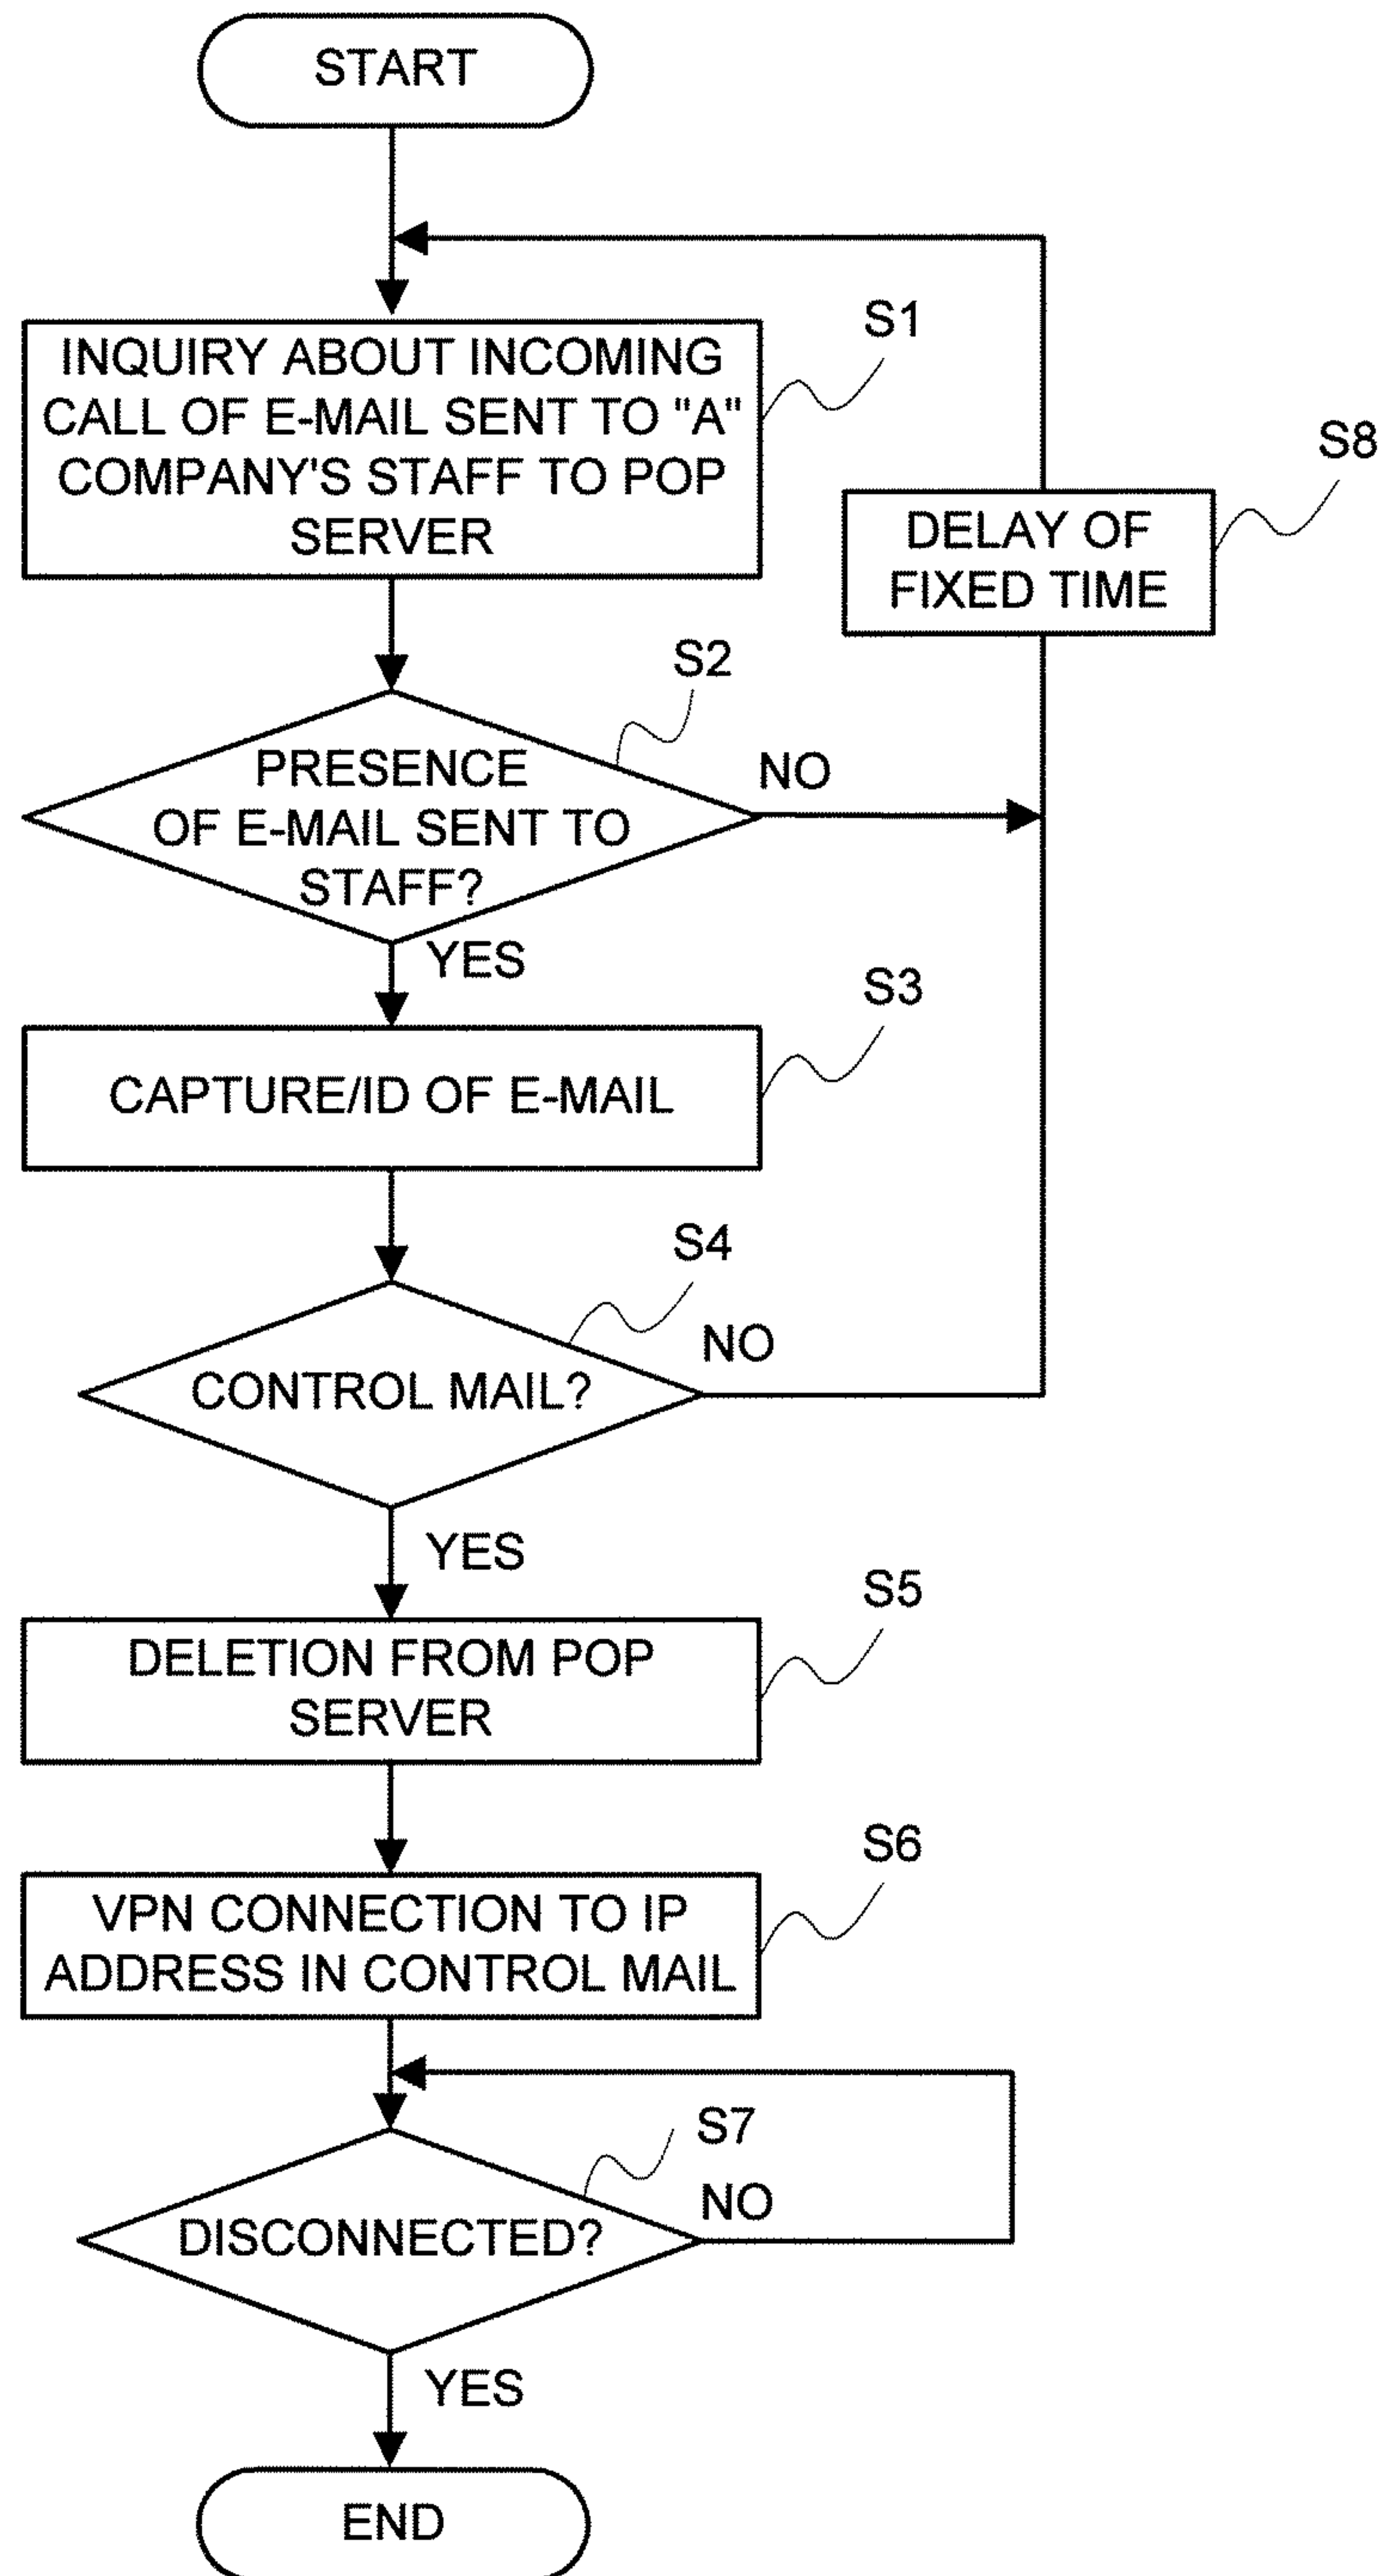 START
INQUIRY ABOUT INCOMING
CALL OF E-MAIL SENT TO "A"
COMPANY'S STAFF TO POP
SERVER
S1
DELAY OF
FIXED TIME
S8
PRESENCE
OF E-MAIL SENT TO
STAFF?
S2
NO
YES
CAPTURE/ID OF E-MAIL
S3
CONTROL MAIL?
S4
NO
YES
DELETION FROM POP
SERVER
S5
VPN CONNECTION TO IP
ADDRESS IN CONTROL MAIL
S6
DISCONNECTED?
S7
NO
YES
END